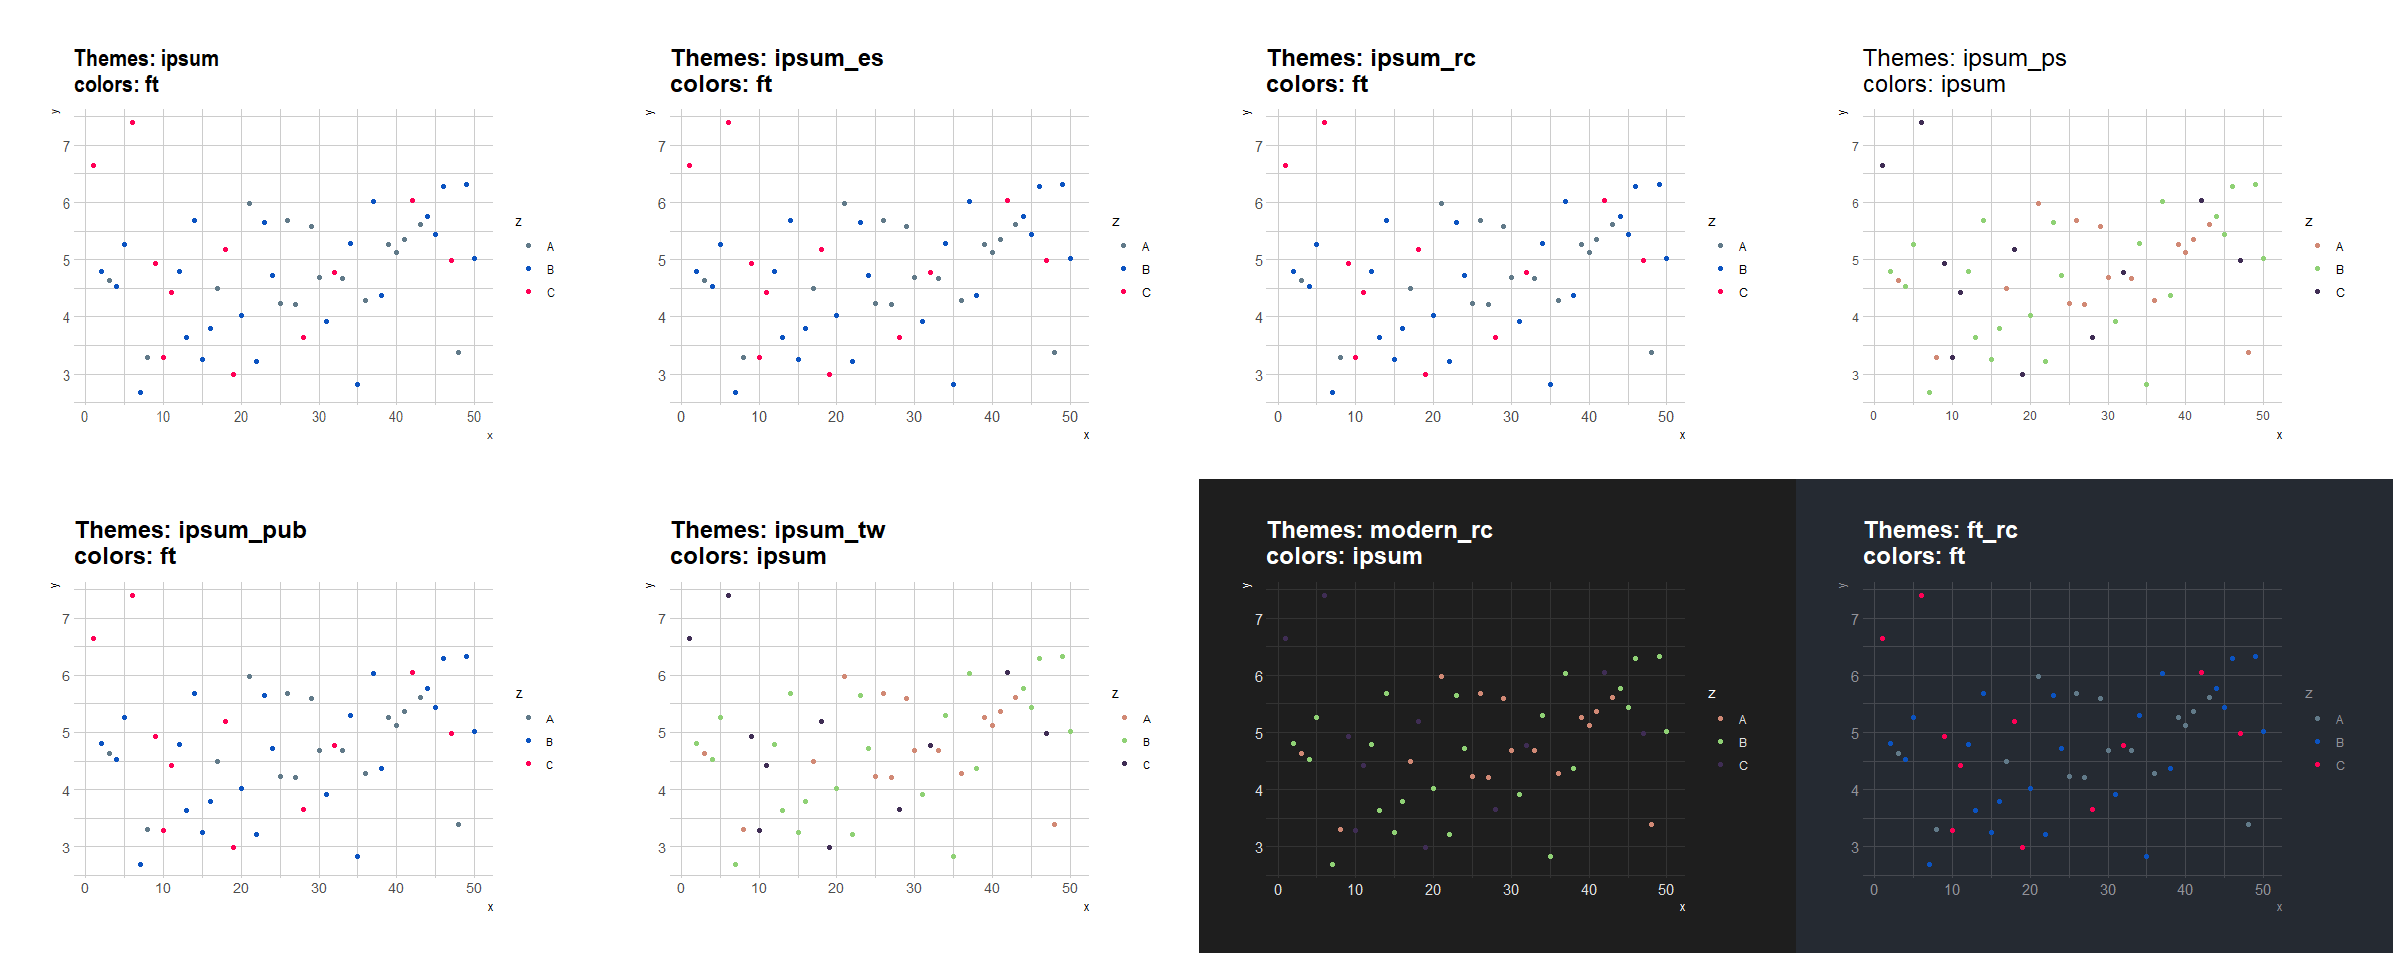 Themes: ipsum
colors: ft
y
7
6
5
4
3
0 10 20 30 40 50
x
z
A
B
C
Themes: ipsum_es
colors: ft
y
7
6
5
4
3
0 10 20 30 40 50
x
z
A
B
C
Themes: ipsum_rc
colors: ft
y
7
6
5
4
3
0 10 20 30 40 50
x
z
A
B
C
Themes: ipsum_ps
colors: ipsum
y
7
6
5
4
3
0 10 20 30 40 50
x
z
A
B
C
Themes: ipsum_pub
colors: ft
y
7
6
5
4
3
0 10 20 30 40 50
x
z
A
B
C
Themes: ipsum_tw
colors: ipsum
y
7
6
5
4
3
0 10 20 30 40 50
x
z
A
B
C
Themes: modern_rc
colors: ipsum
y
7
6
5
4
3
0 10 20 30 40 50
x
z
A
B
C
Themes: ft_rc
colors: ft
y
7
6
5
4
3
0 10 20 30 40 50
x
z
A
B
C